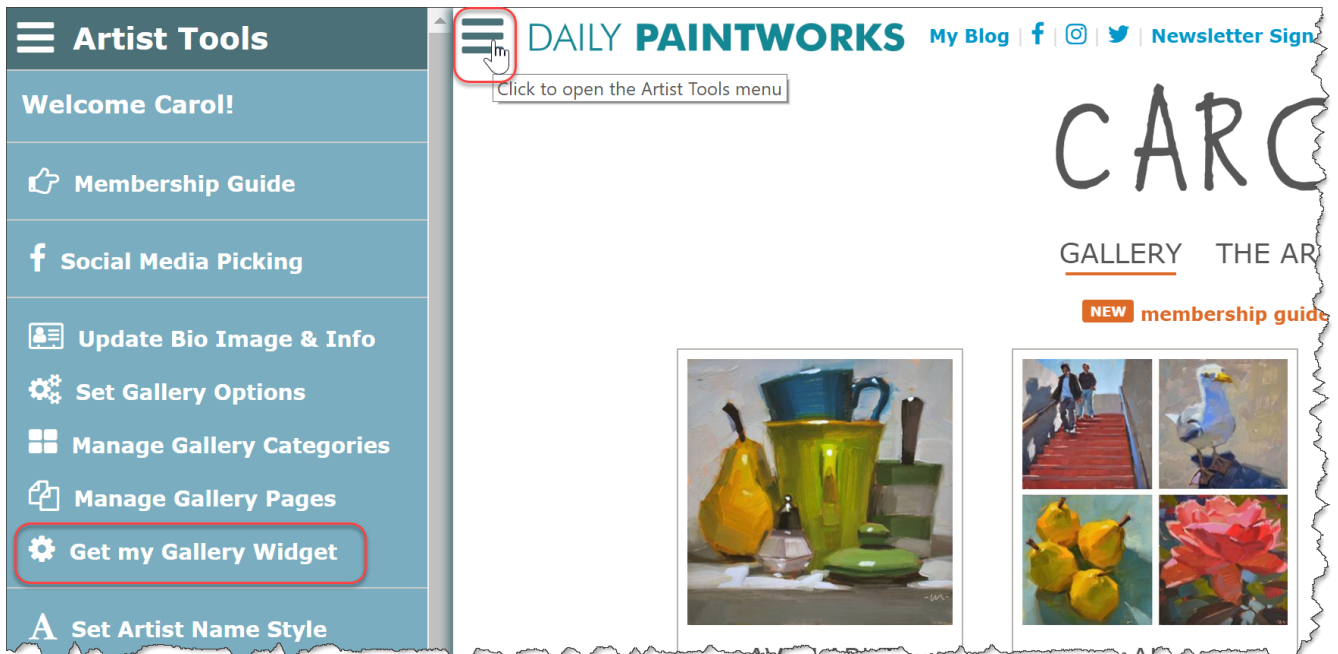 Artist Tools
Welcome Carol!
Membership Guide
Social Media Picking
Update Bio Image & Info
Set Gallery Options
Manage Gallery Categories
Manage Gallery Pages
Get my Gallery Widget
Set Artist Name Style
DAILY PAINTWORKS
My Blog | f | | | Newsletter Sign
Click to open the Artist Tools menu
CARO
GALLERY THE AR
NEW membership guide